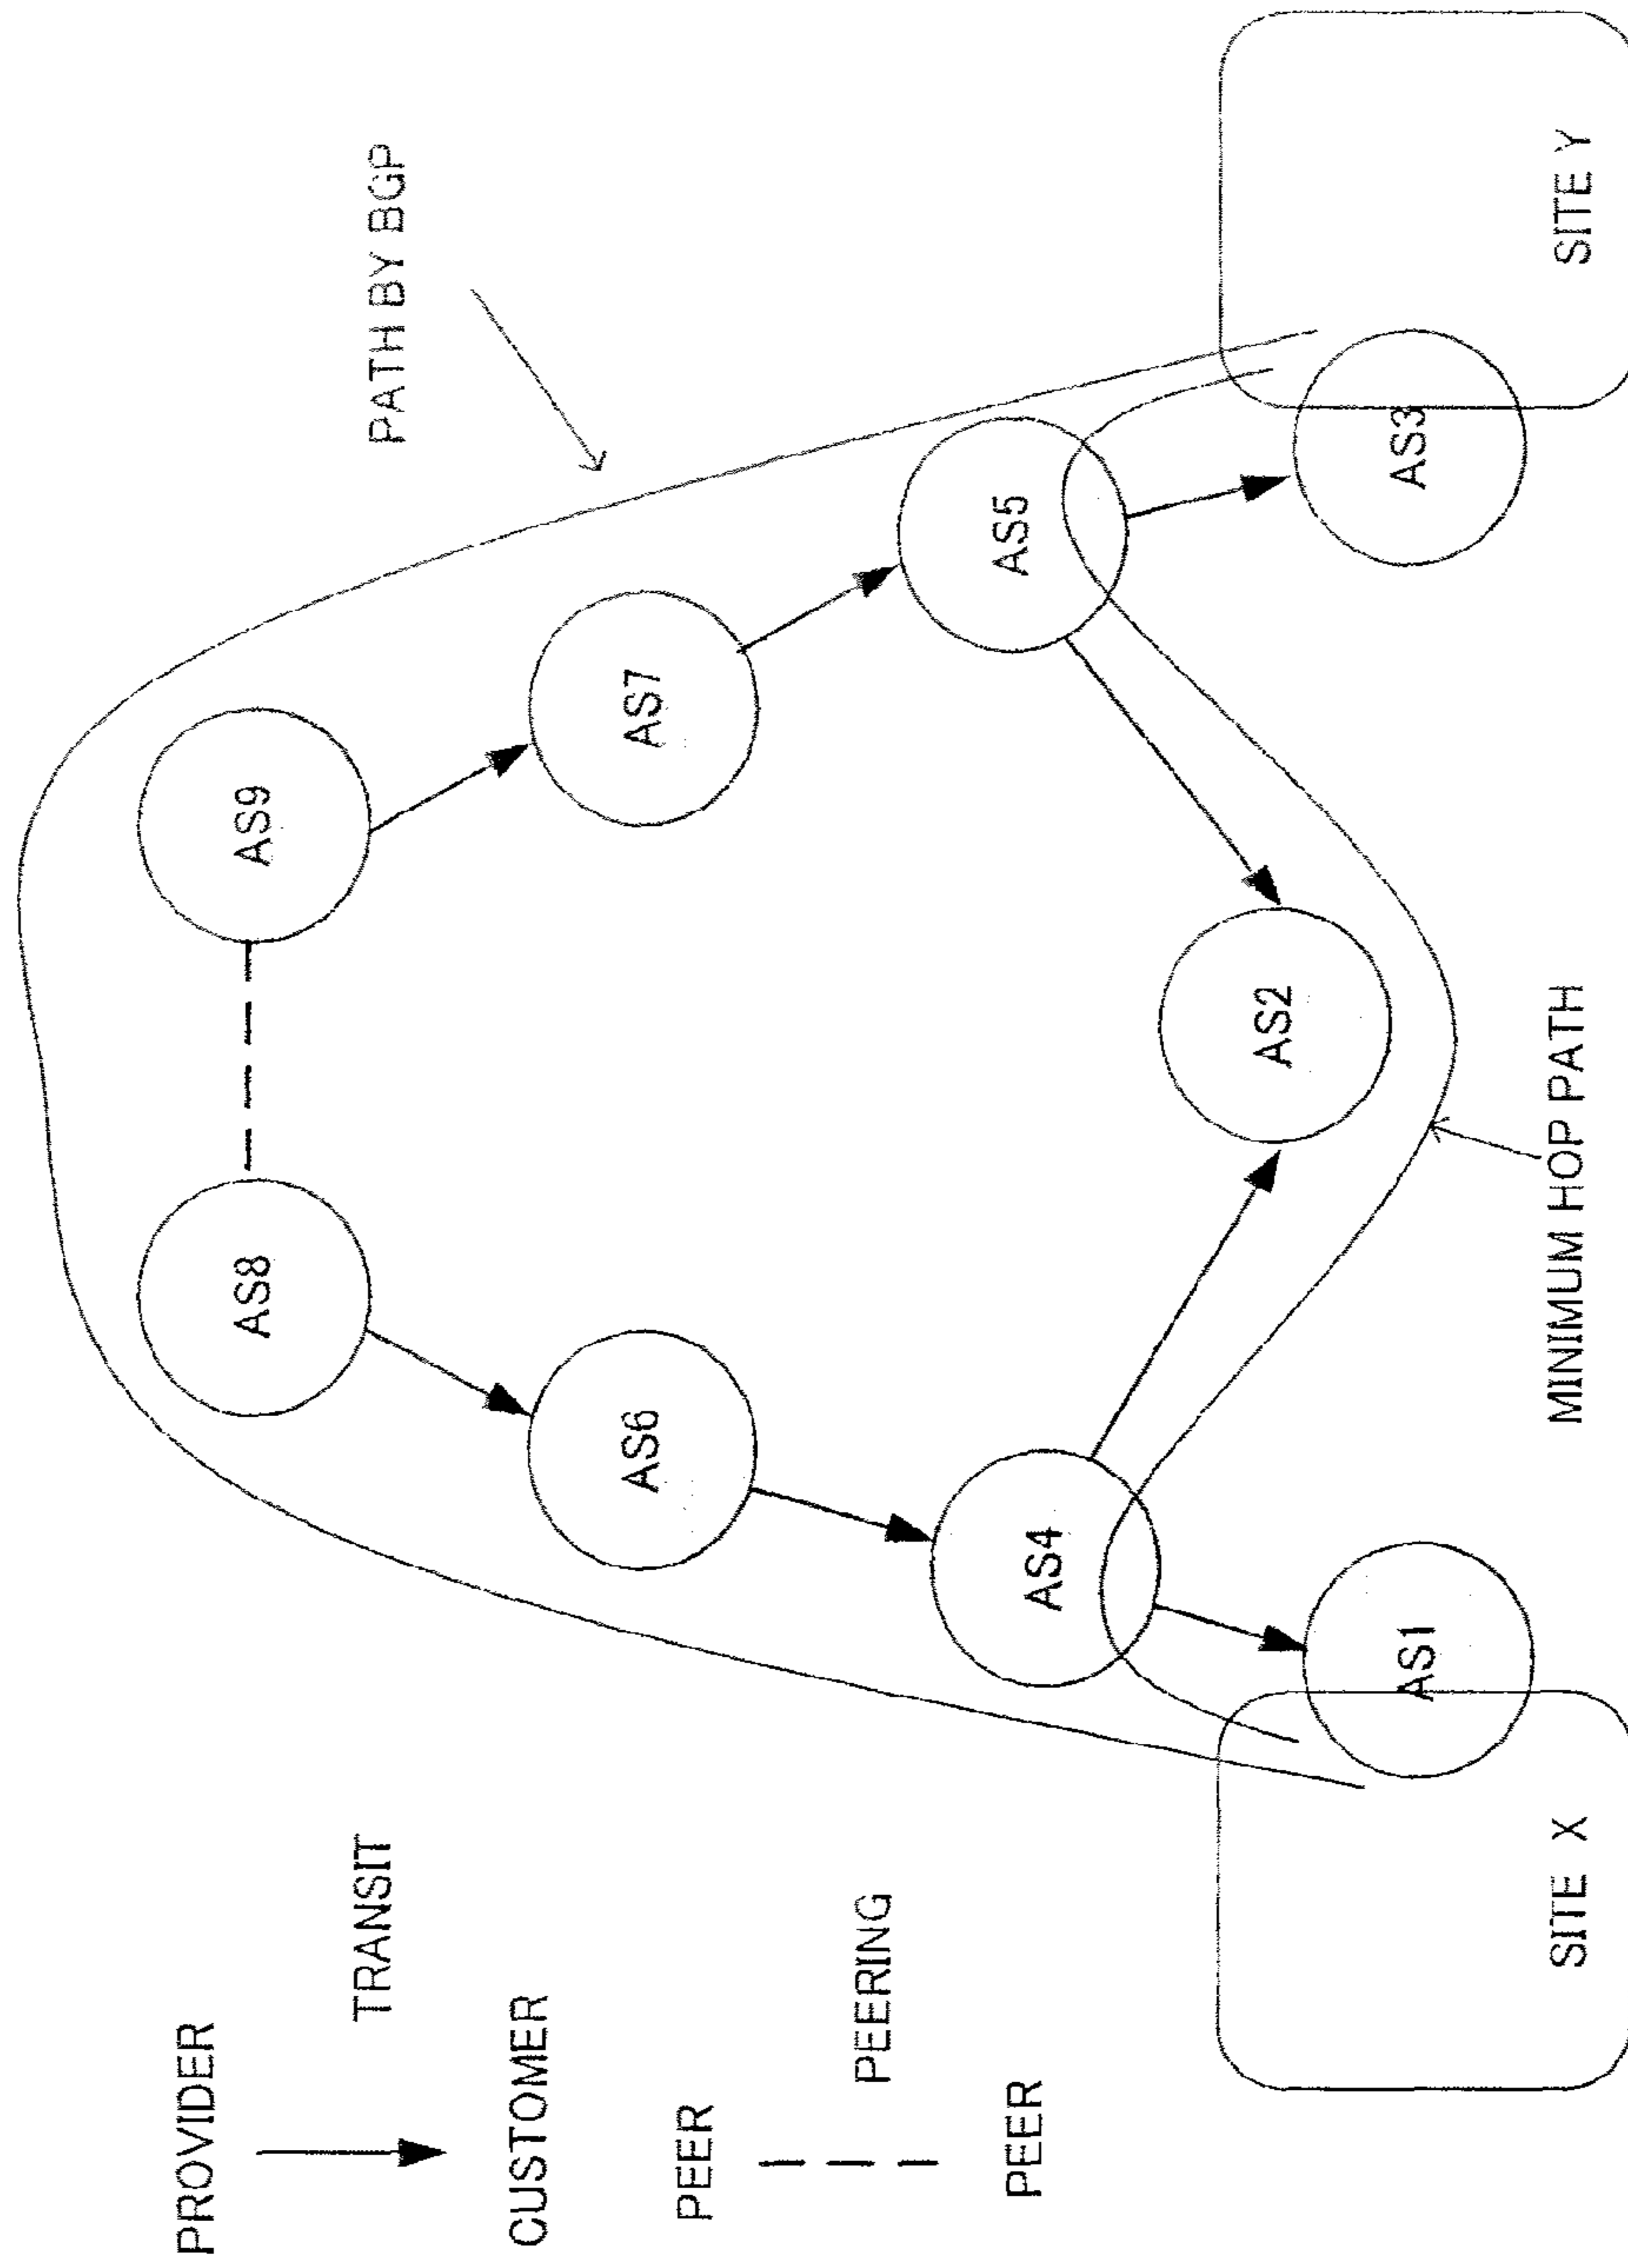 PROVIDER
TRANSIT
CUSTOMER
PEER
PEERING
PEER
PATH BY BGP
AS8
AS9
AS6
AS7
AS4
AS5
AS2
AS1
AS3
SITE X
MINIMUM HOP PATH
SITE Y